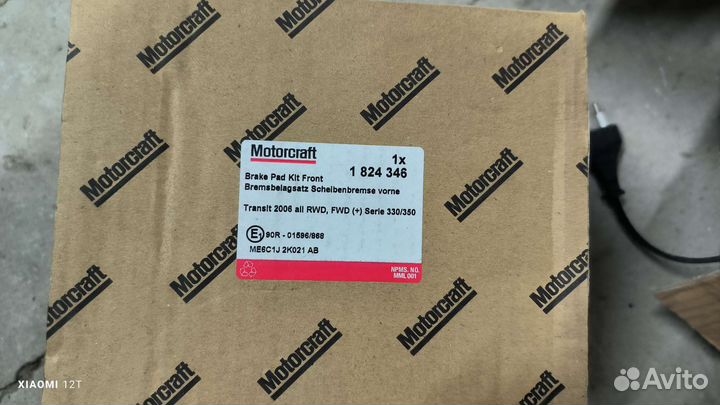 Motorcraft
Motorcraft
Motorcraft
Motorcraft
Motorcraft
Motorcraft 1x
1 824 346
Brake Pad Kit Front
Bremsbelagsatz Scheibenbremse vorne
Transit 2006 all RWD, FWD (+) Serie 330/350
E1 90R - 01596/868
ME6C1J 2K021 AB
NPMS. NO.
MML001
Motorcraft
Motorcraft
Motorcraft
Motorcraft
Motorcraft
Motorcraft
XIAOMI 12T
Avito